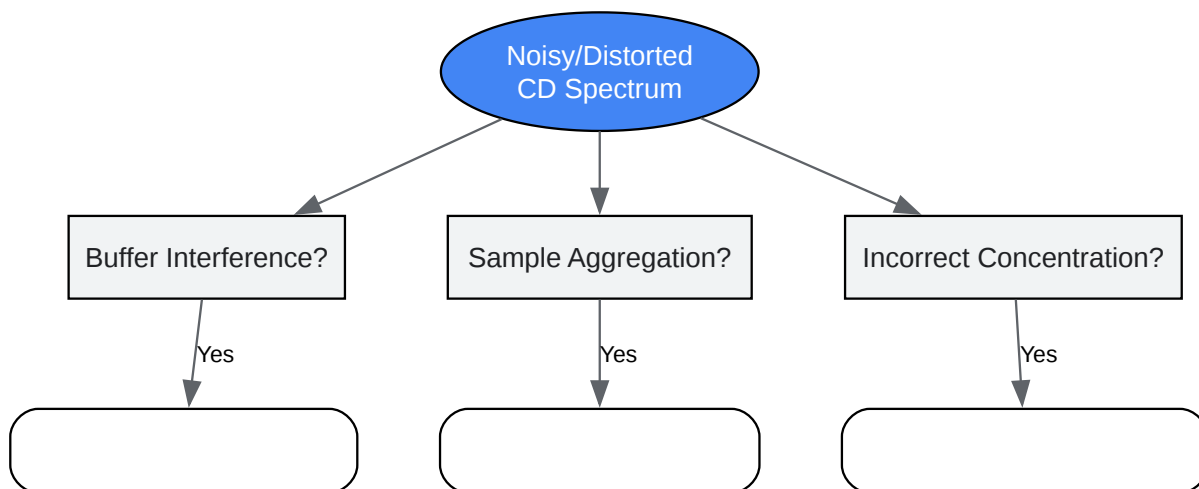 Noisy/Distorted
CD Spectrum
Buffer Interference?
Sample Aggregation?
Incorrect Concentration?
Yes
Yes
Yes